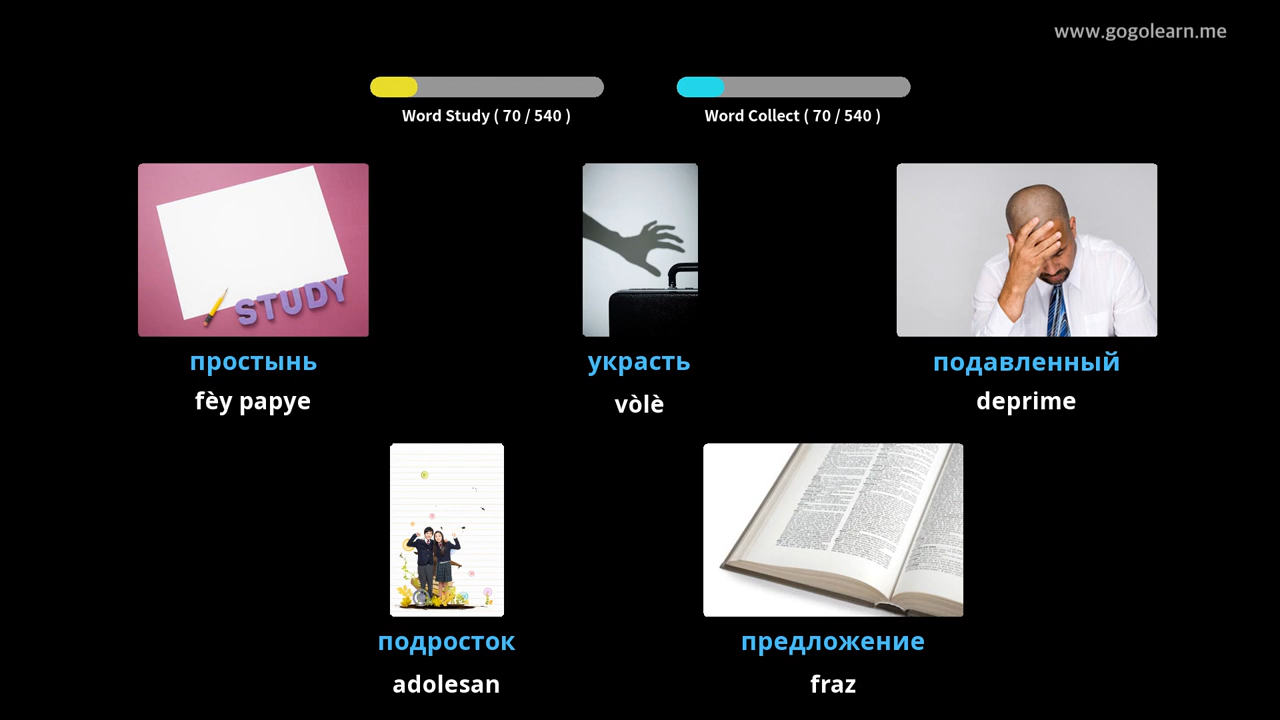 www.gogolearn.me
Word Study ( 70 / 540 )
Word Collect ( 70 / 540 )
STUDY
простынь
fèy papye
украсть
vòlè
подавленный
deprime
подросток
adolesan
предложение
fraz